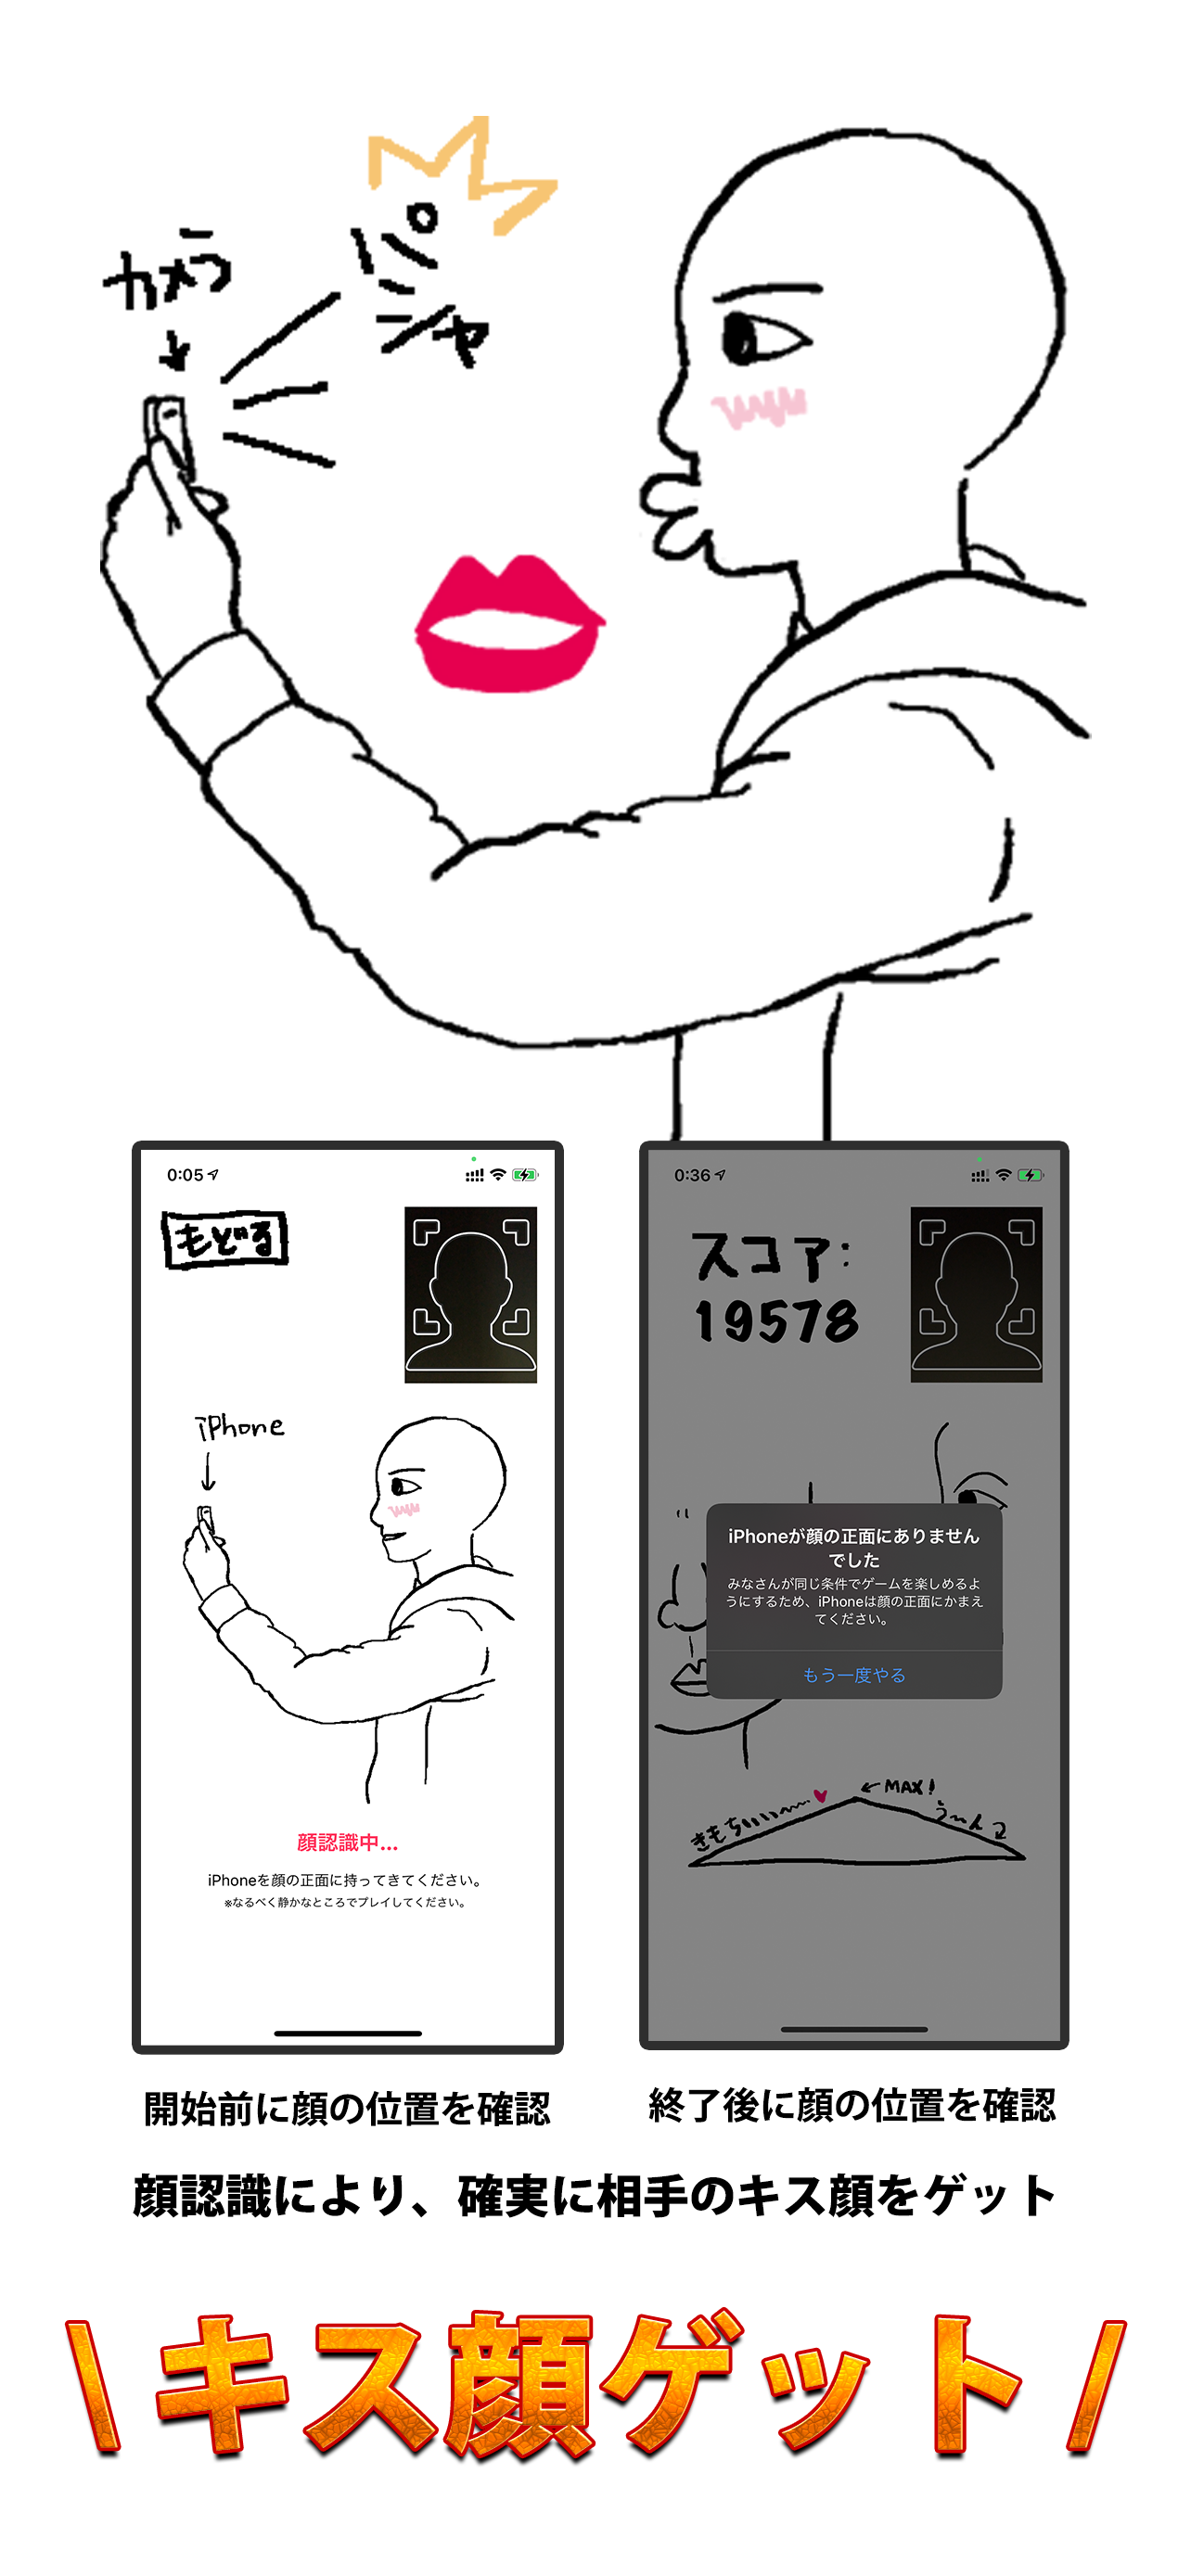 カメラ
パシャ
0:05
もどる
iPhone
顔認識中...
iPhoneを顔の正面に持ってきてください。
※なるべく静かなところでプレイしてください。
0:36
スコア:
19578
iPhoneが顔の正面にありません
でした
みなさんが同じ条件でゲームを楽しめるよ
うにするため、iPhoneは顔の正面にかまえ
てください。
もう一度やる
←MAX!
きもちいい〜
う〜ん
開始前に顔の位置を確認
終了後に顔の位置を確認
顔認識により、確実に相手のキス顔をゲット
\キス顔ゲット/